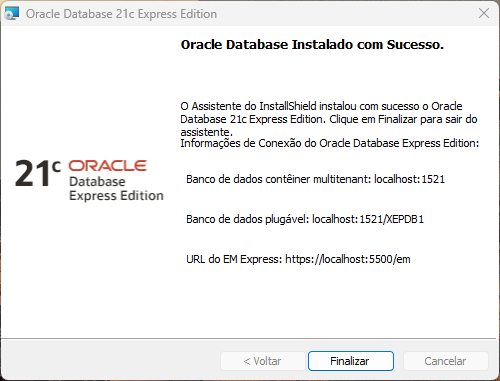 Oracle Database 21c Express Edition
Oracle Database Instalado com Sucesso.
O Assistente do InstallShield instalou com sucesso o Oracle
Database 21c Express Edition. Clique em Finalizar para sair do
assistente.
Informações de Conexão do Oracle Database Express Edition:
21c ORACLE
Database
Express Edition
Banco de dados contêiner multitenant: localhost:1521
Banco de dados plugável: localhost:1521/XEPDB1
URL do EM Express: https://localhost:5500/em
< Voltar
Finalizar
Cancelar